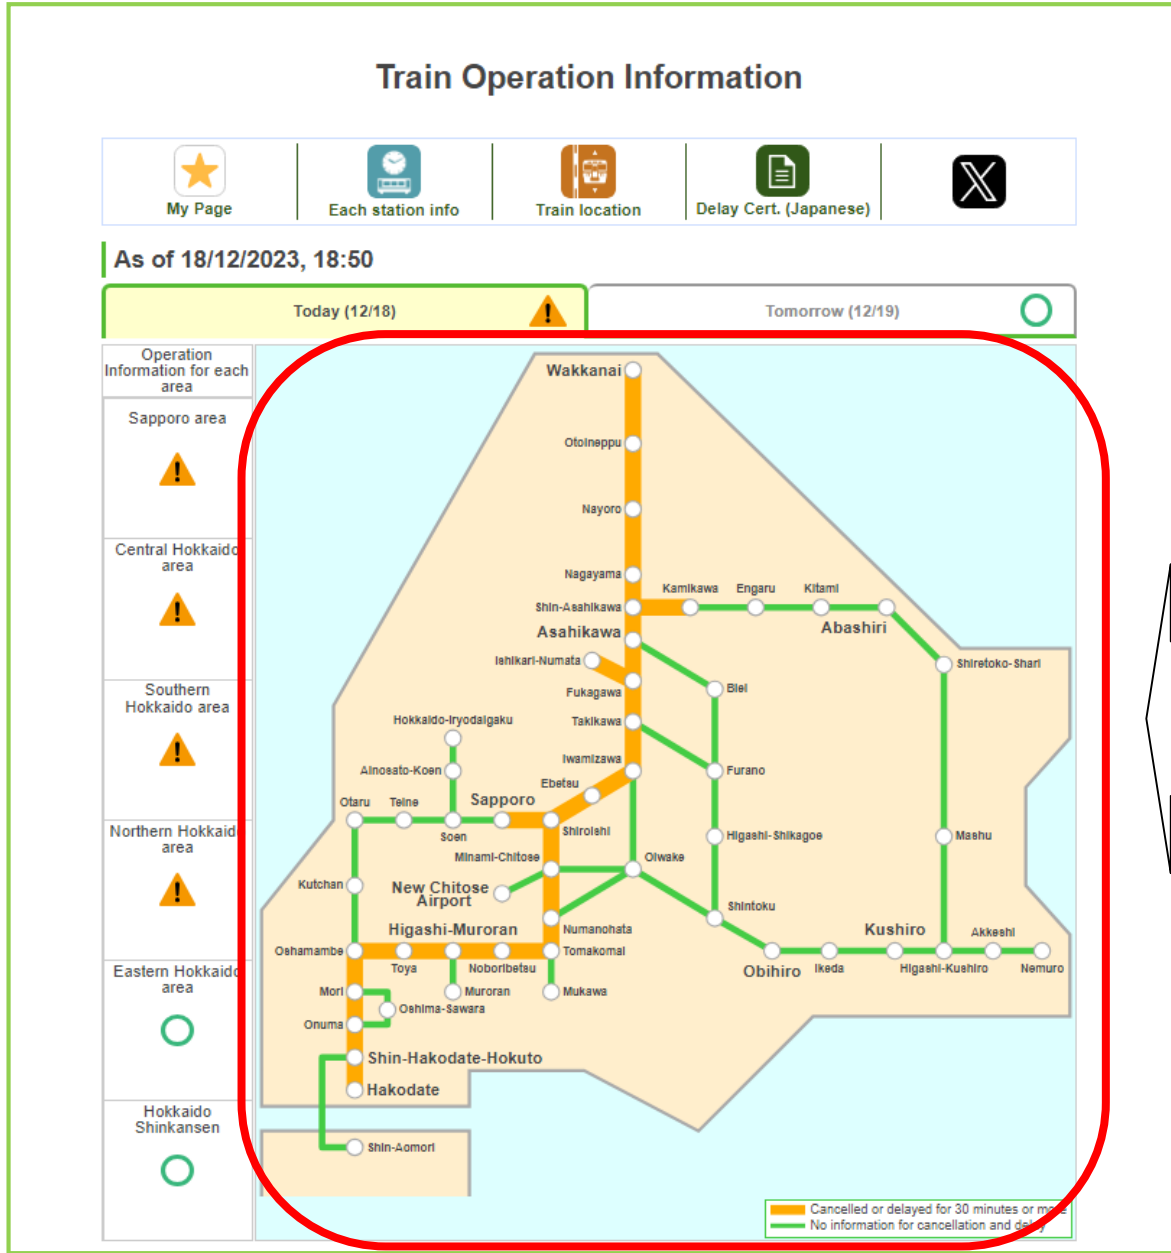 Train Operation Information
My Page
Each station info
Train location
Delay Cert. (Japanese)
As of 18/12/2023, 18:50
Today (12/18)
Tomorrow (12/19)
Operation
Information for each
area
Sapporo area
Central Hokkaido
area
Southern
Hokkaido area
Northern Hokkaido
area
Eastern Hokkaido
area
Hokkaido
Shinkansen
Wakkanai
Otoineppu
Nayoro
Nagayama
Kamikawa
Engaru
Kitami
Shin-Asahikawa
Abashiri
Asahikawa
Ishikari-Numata
Shiretoko-Shari
Fukagawa
Biei
Hokkaido-Iryodaigaku
Takikawa
Iwamizawa
Ainosato-Koen
Furano
Ebetsu
Otaru
Teine
Sapporo
Soen
Shiroishi
Higashi-Shikagoe
Mashu
Minami-Chitose
Oiwake
Kutchan
New Chitose
Airport
Shintoku
Higashi-Muroran
Numanohata
Kushiro
Akkeshi
Oshamambe
Toya
Noboribetsu
Tomakomai
Obihiro
Ikeda
Higashi-Kushiro
Nemuro
Mori
Muroran
Mukawa
Oshima-Sawara
Onuma
Shin-Hakodate-Hokuto
Hakodate
Shin-Aomori
Cancelled or delayed for 30 minutes or more
No information for cancellation and delay